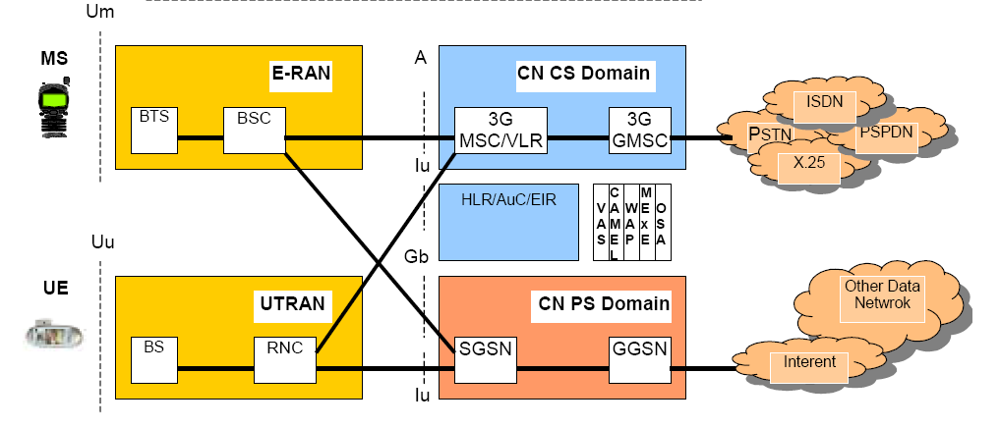 Um
MS
E-RAN
BTS
BSC
A
CN CS Domain
3G
MSC/VLR
3G
GMSC
ISDN
PSTN
PSPDN
X.25
Iu
HLR/AuC/EIR
VAS
CAMEL
WAP
MExE
OSA
Gb
Uu
UE
UTRAN
BS
RNC
CN PS Domain
SGSN
GGSN
Iu
Other Data
Netwrok
Interent